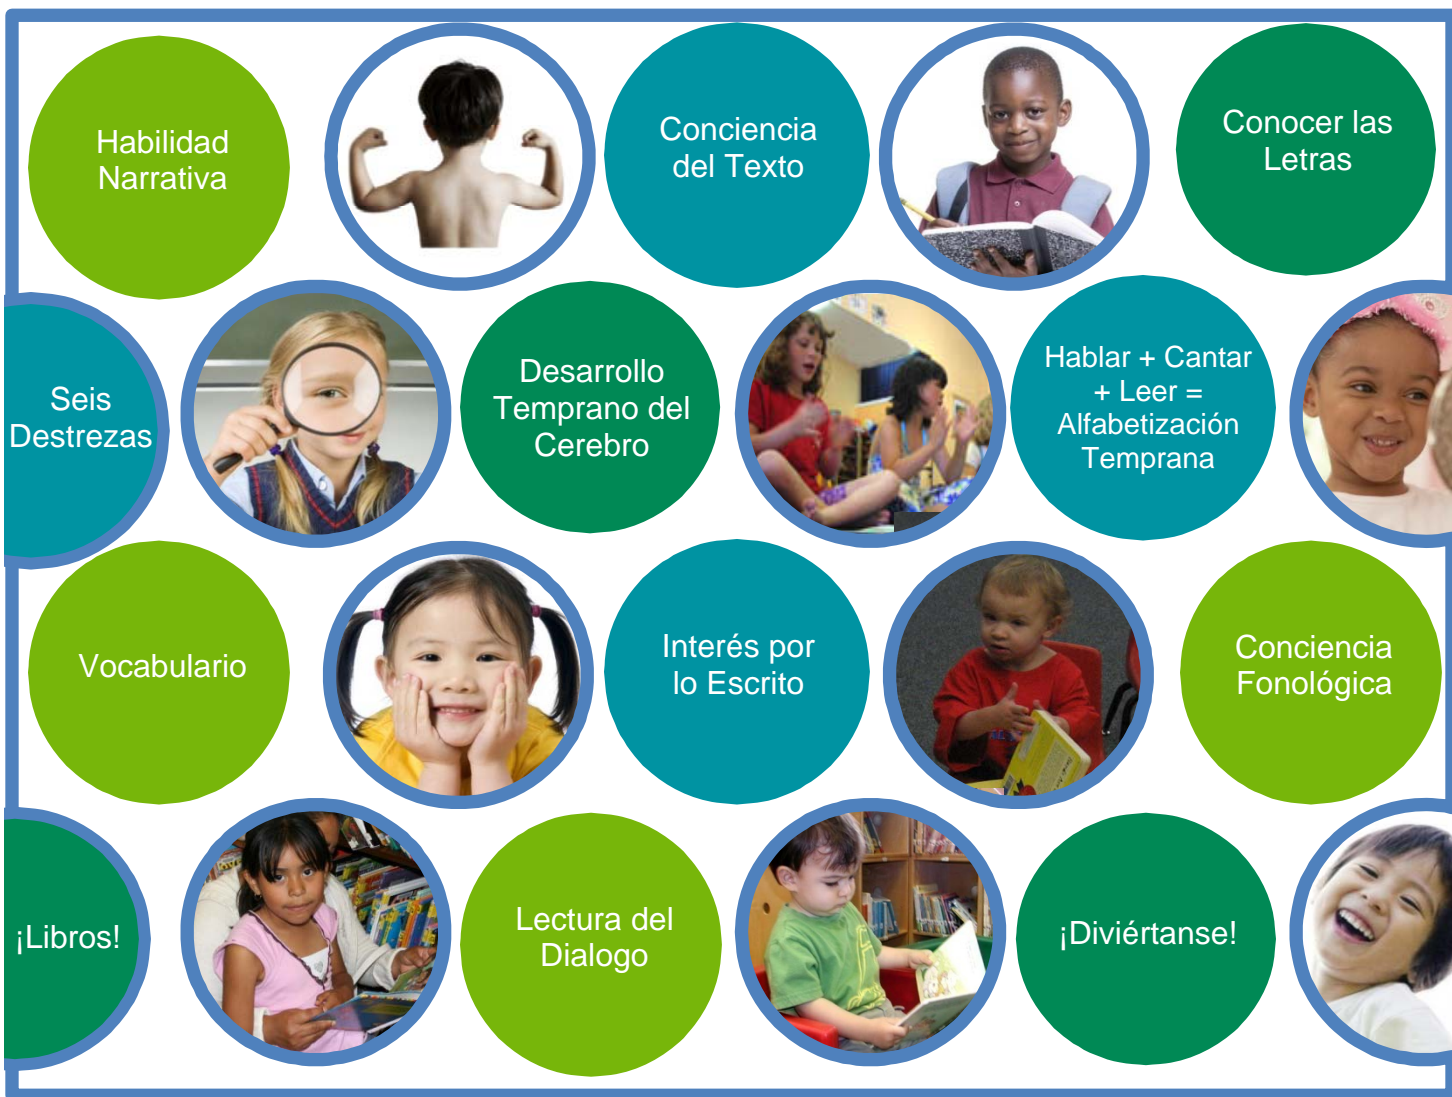 Habilidad
Narrativa
Conciencia
del Texto
Conocer las
Letras
Seis
Destrezas
Desarrollo
Temprano del
Cerebro
Hablar + Cantar
+ Leer =
Alfabetización
Temprana
Vocabulario
Interés por
lo Escrito
Conciencia
Fonológica
¡Libros!
Lectura del
Dialogo
¡Diviértanse!